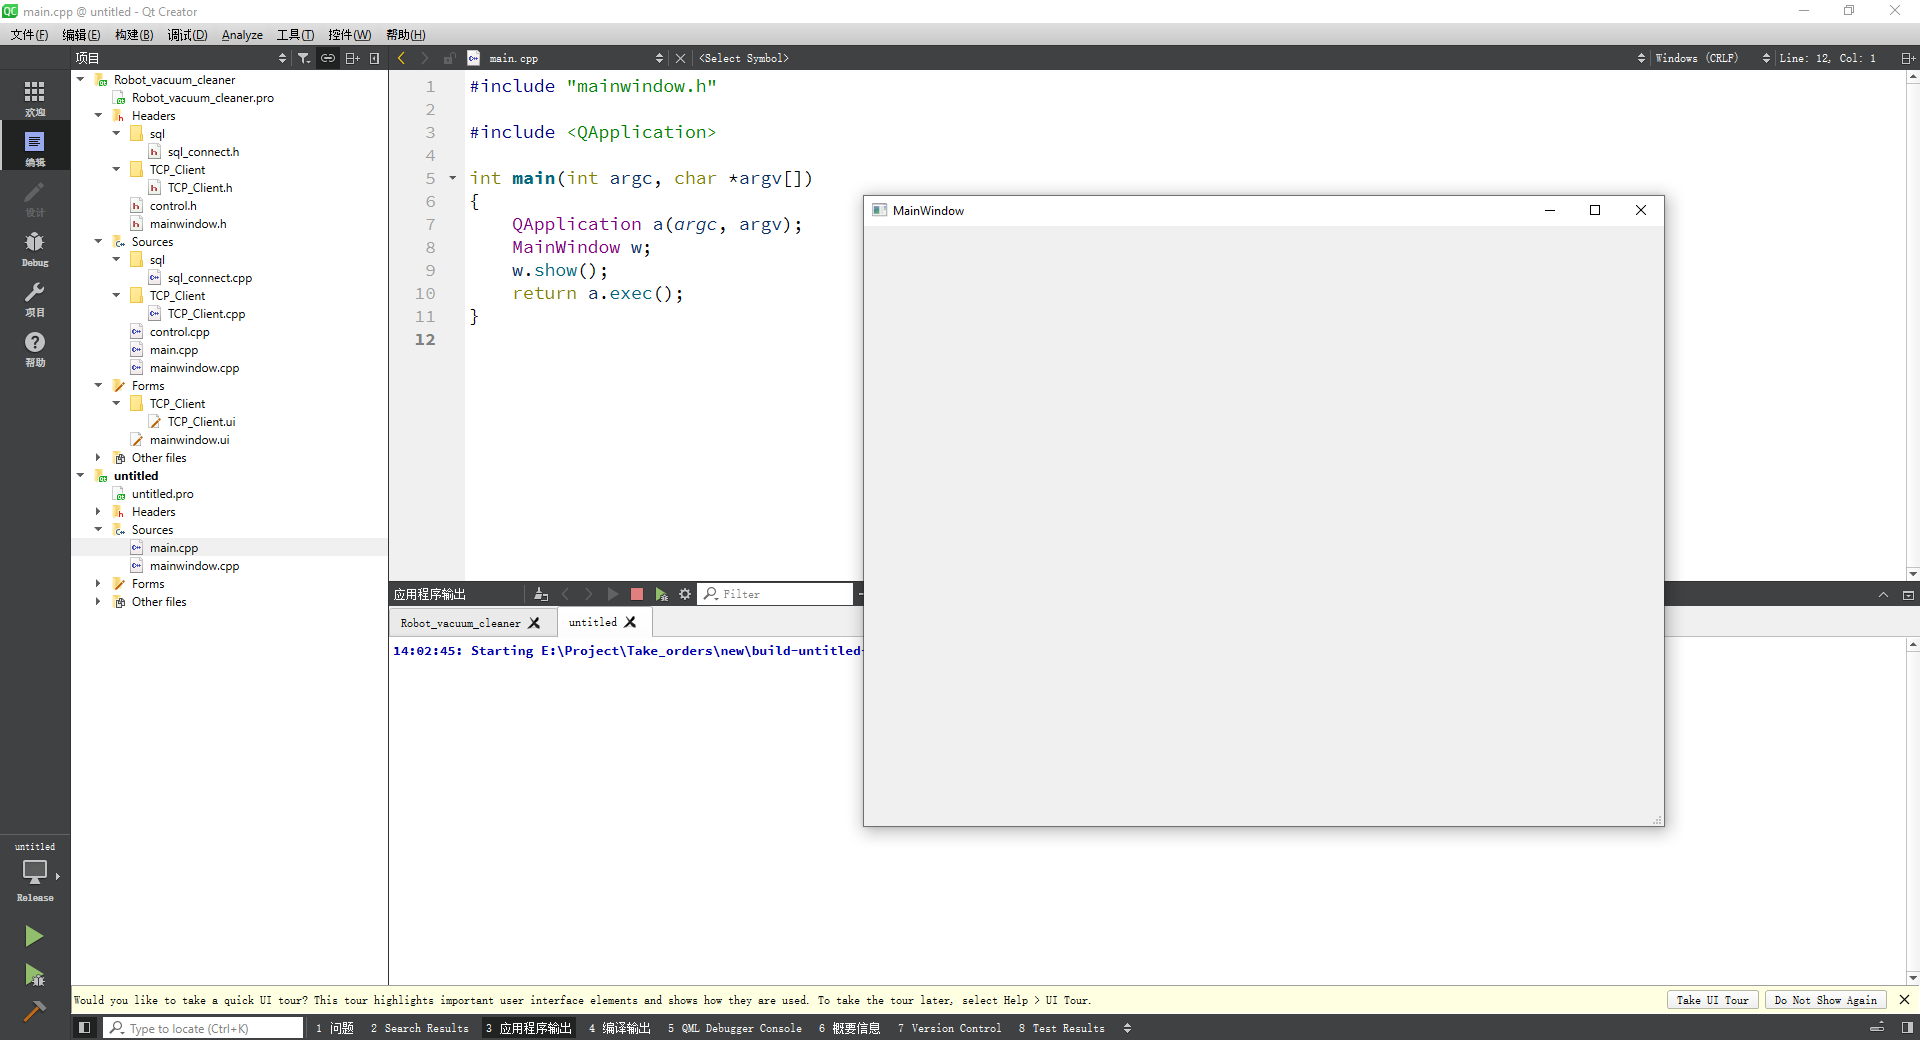 main.cpp @ untitled - Qt Creator
文件(F) 编辑(E) 构建(B) 调试(D) Analyze 工具(T) 控件(W) 帮助(H)
项目
main.cpp
<Select Symbol>
Windows (CRLF)
Line: 12, Col: 1
欢迎
编辑
设计
Debug
项目
帮助
Robot_vacuum_cleaner
Robot_vacuum_cleaner.pro
Headers
sql
sql_connect.h
TCP_Client
TCP_Client.h
control.h
mainwindow.h
Sources
sql
sql_connect.cpp
TCP_Client
TCP_Client.cpp
control.cpp
main.cpp
mainwindow.cpp
Forms
TCP_Client
TCP_Client.ui
mainwindow.ui
Other files
untitled
untitled.pro
Headers
Sources
main.cpp
mainwindow.cpp
Forms
Other files
1 #include "mainwindow.h"
2
3 #include <QApplication>
4
5 int main(int argc, char *argv[])
6 {
7 QApplication a(argc, argv);
8 MainWindow w;
9 w.show();
10 return a.exec();
11 }
12
MainWindow
应用程序输出
Filter
Robot_vacuum_cleaner
untitled
14:02:45: Starting E:\Project\Take_orders\new\build-untitled-
untitled
Release
Would you like to take a quick UI tour? This tour highlights important user interface elements and shows how they are used. To take the tour later, select Help > UI Tour.
Take UI Tour
Do Not Show Again
Type to locate (Ctrl+K)
1 问题 2 Search Results 3 应用程序输出 4 编译输出 5 QML Debugger Console 6 概要信息 7 Version Control 8 Test Results